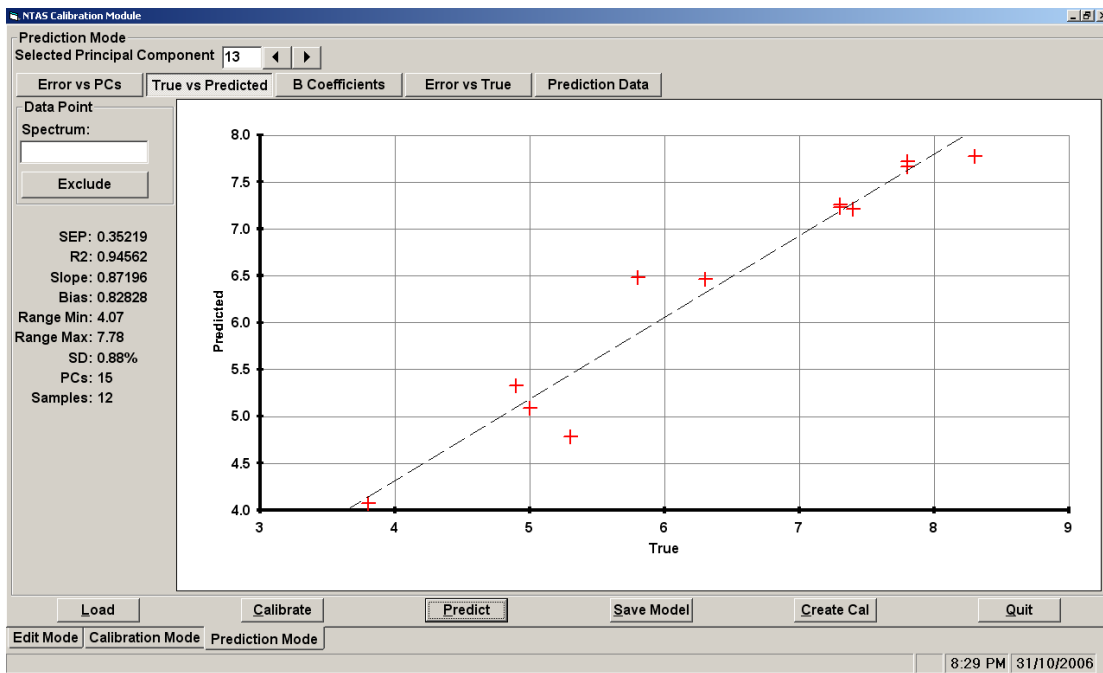 NTAS Calibration Module
Prediction Mode
Selected Principal Component 13
Error vs PCs True vs Predicted B Coefficients Error vs True Prediction Data
Data Point
Spectrum:
Exclude
SEP: 0.35219
R2: 0.94562
Slope: 0.87196
Bias: 0.82828
Range Min: 4.07
Range Max: 7.78
SD: 0.88%
PCs: 15
Samples: 12
8.0
7.5
7.0
6.5
6.0
5.5
5.0
4.5
4.0
Predicted
3 4 5 6 7 8 9
True
Load Calibrate Predict Save Model Create Cal Quit
Edit Mode Calibration Mode Prediction Mode
8:29 PM 31/10/2006